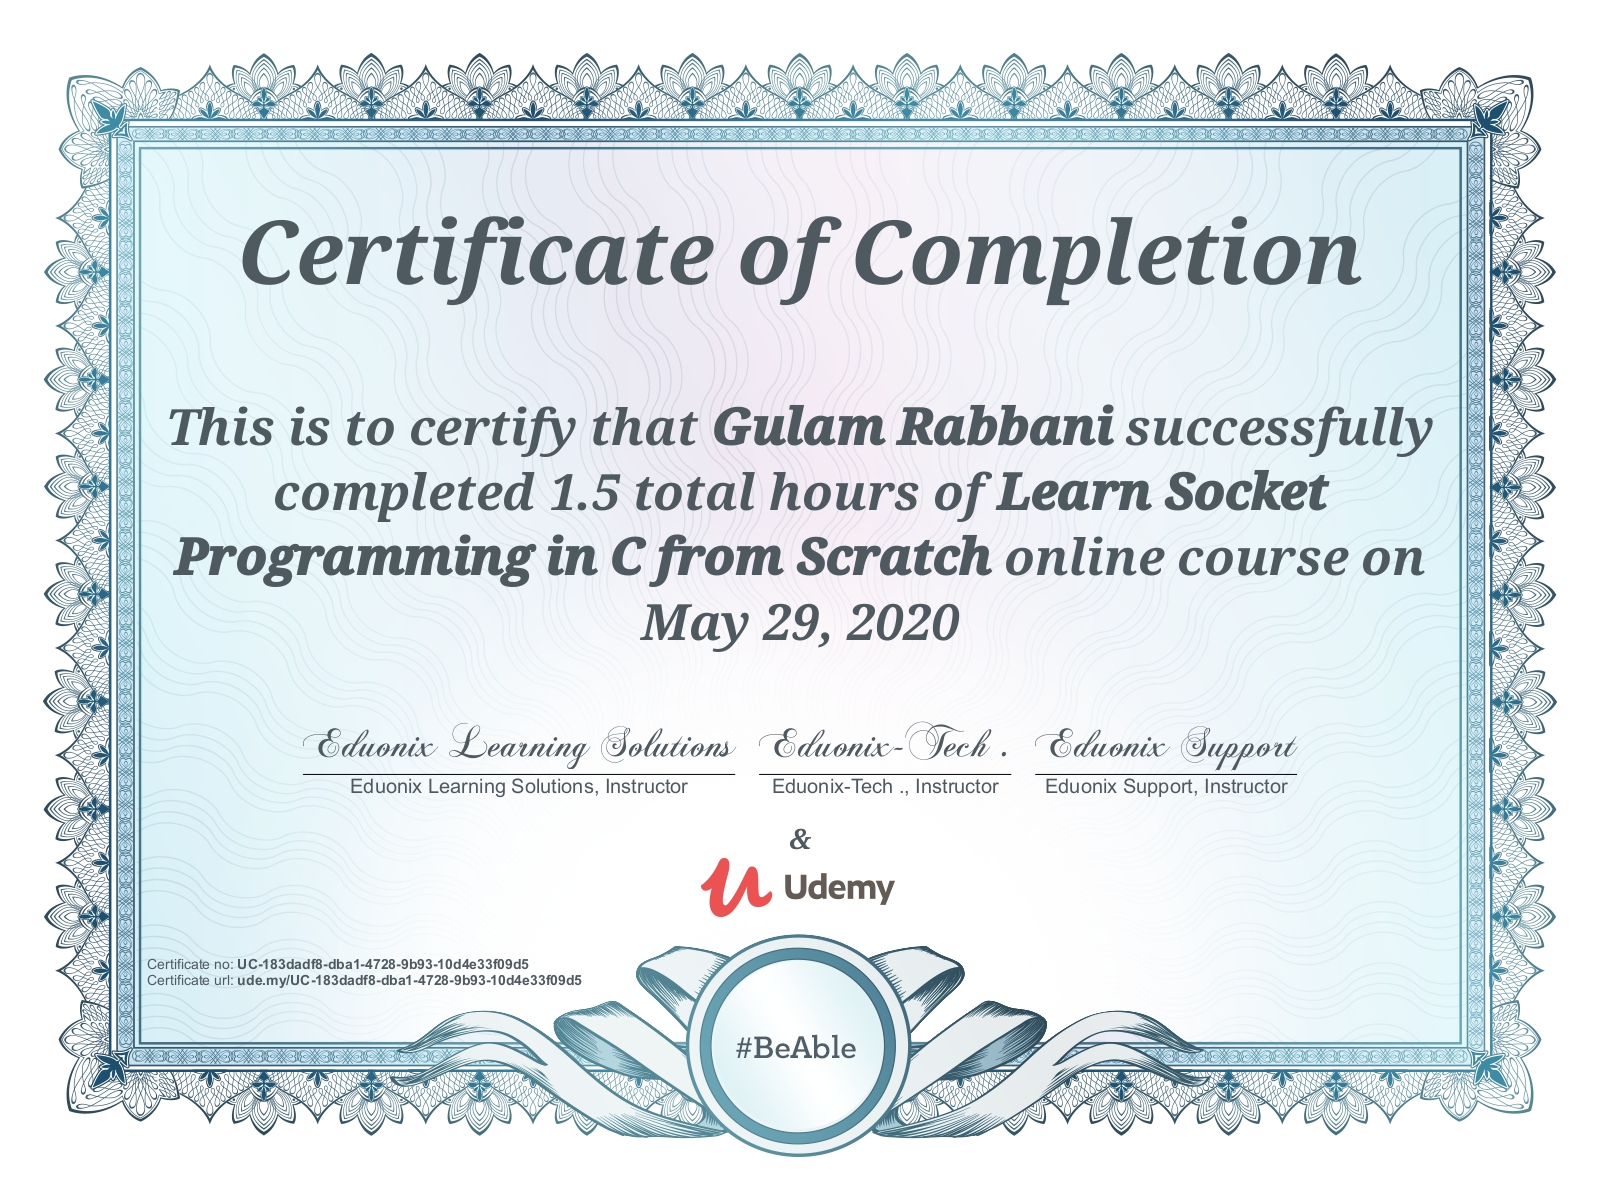 Certificate of Completion
This is to certify that Gulam Rabbani successfully
completed 1.5 total hours of Learn Socket
Programming in C from Scratch online course on
May 29, 2020
Eduonix Learning Solutions Eduonix-Tech . Eduonix Support
Eduonix Learning Solutions, Instructor Eduonix-Tech ., Instructor Eduonix Support, Instructor
&
Udemy
Certificate no: UC-183dadf8-dba1-4728-9b93-10d4e33f09d5
Certificate url: ude.my/UC-183dadf8-dba1-4728-9b93-10d4e33f09d5
#BeAble